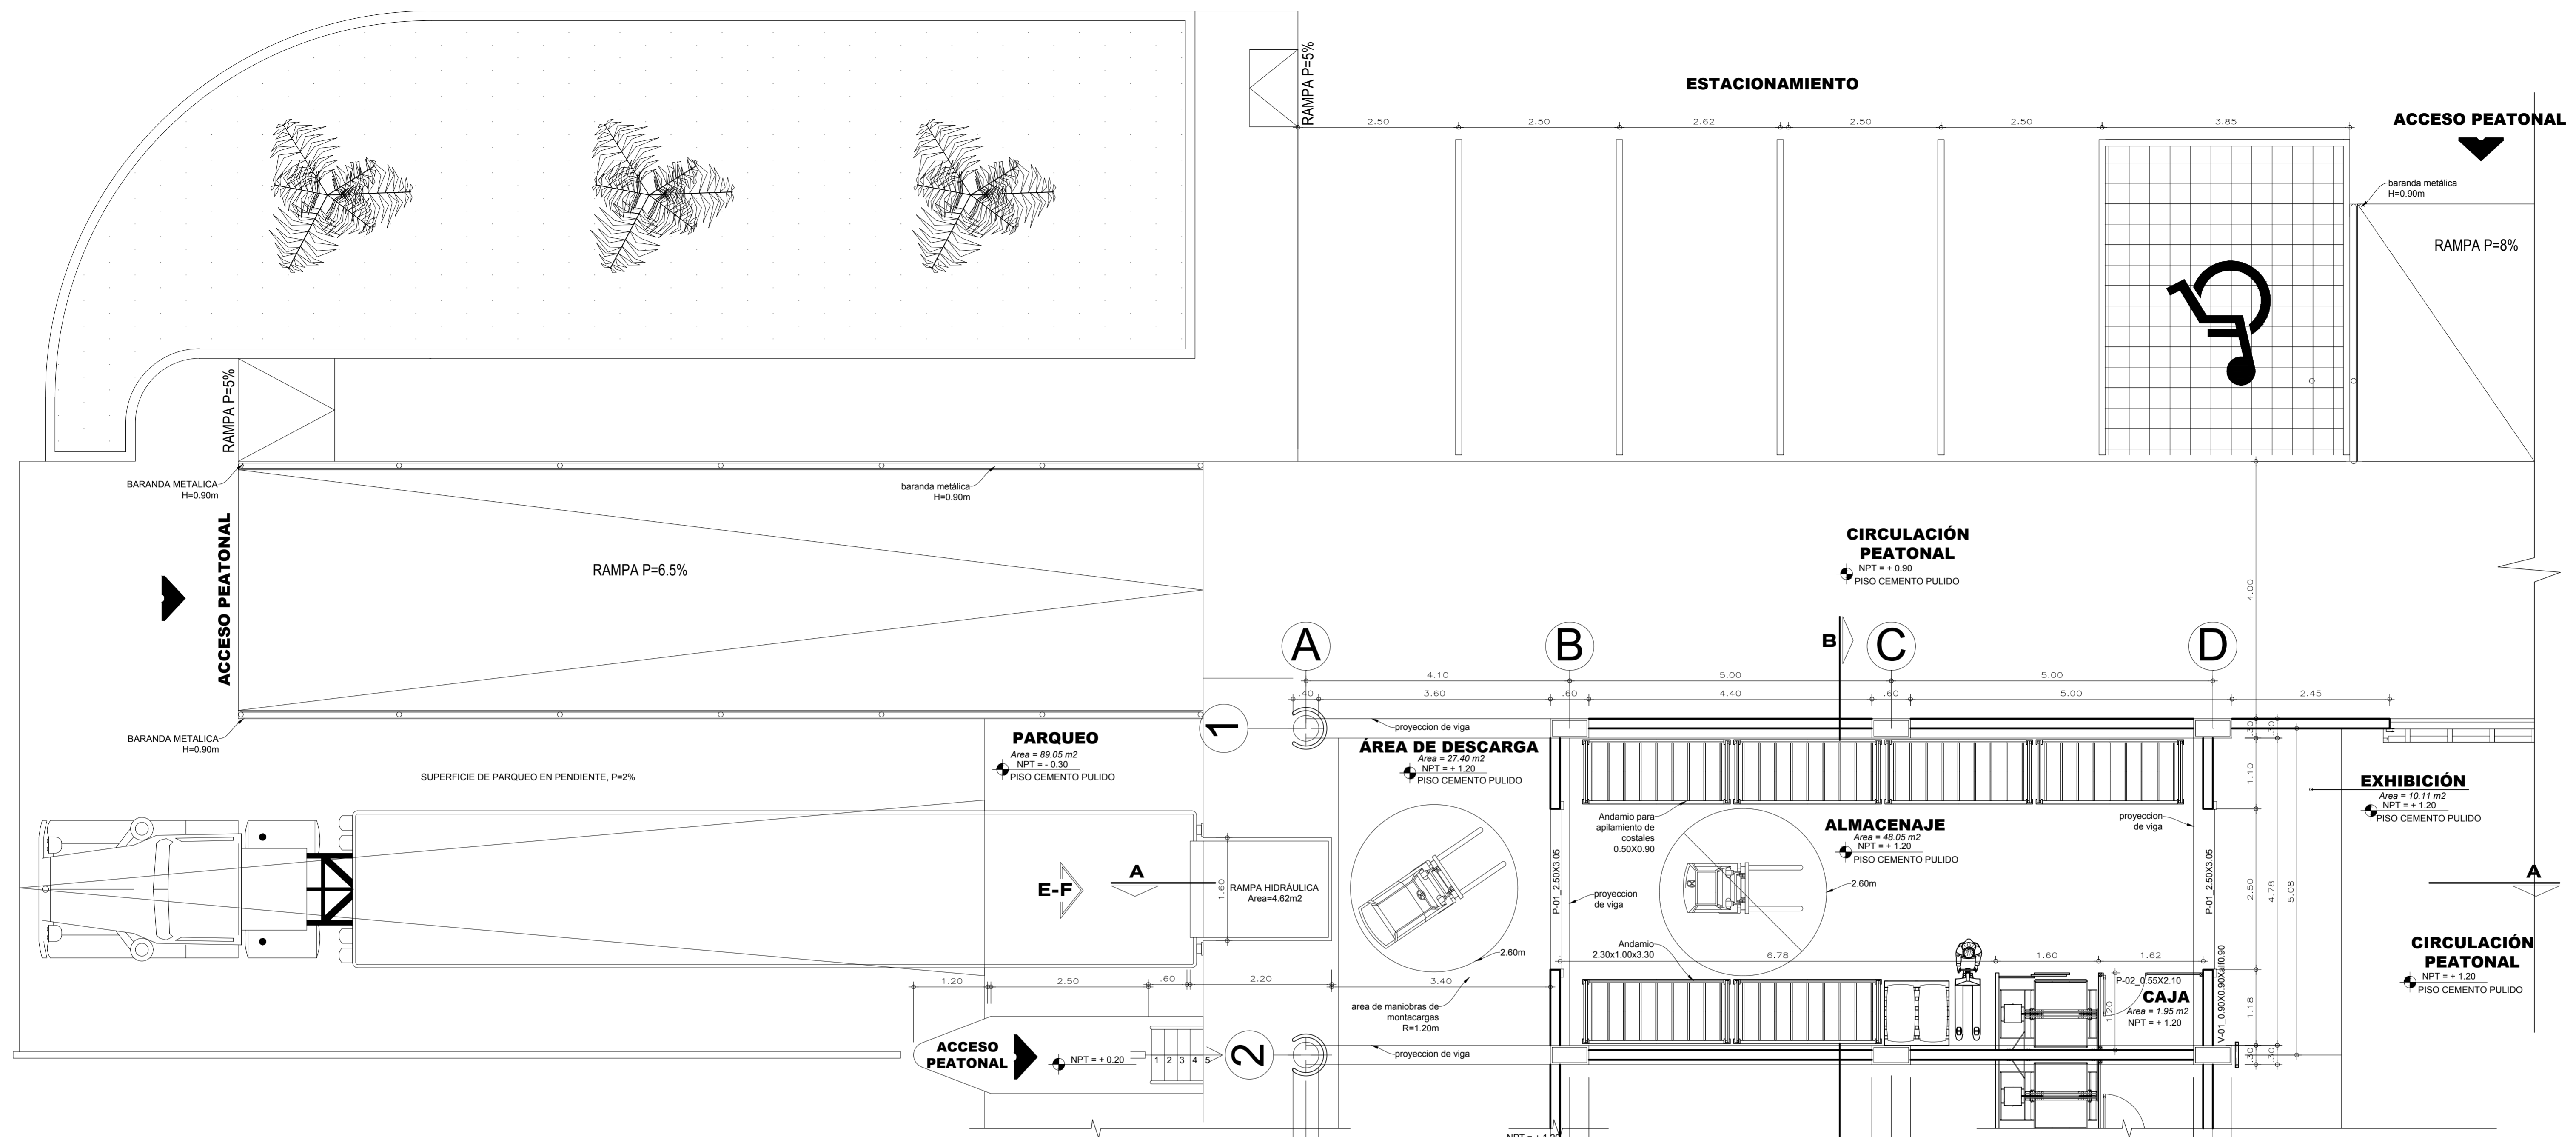 ESTACIONAMIENTO
RAMPA P=5%
2.50
2.50
2.62
2.50
2.50
3.85
ACCESO PEATONAL
baranda metálica
H=0.90m
RAMPA P=8%
RAMPA P=5%
BARANDA METALICA
H=0.90m
baranda metálica
H=0.90m
ACCESO PEATONAL
RAMPA P=6.5%
CIRCULACIÓN
PEATONAL
NPT = + 0.90
PISO CEMENTO PULIDO
4.00
A
B
B
C
D
4.10
5.00
5.00
.40
3.60
.60
4.40
.60
5.00
2.45
1
BARANDA METALICA
H=0.90m
PARQUEO
Area = 89.05 m2
NPT = - 0.30
PISO CEMENTO PULIDO
SUPERFICIE DE PARQUEO EN PENDIENTE, P=2%
proyeccion de viga
ÁREA DE DESCARGA
Area = 27.40 m2
NPT = + 1.20
PISO CEMENTO PULIDO
.30
.30
1.10
EXHIBICIÓN
Area = 10.11 m2
NPT = + 1.20
PISO CEMENTO PULIDO
Andamio para
apilamiento de
costales
0.50X0.90
ALMACENAJE
Area = 48.05 m2
NPT = + 1.20
PISO CEMENTO PULIDO
proyeccion
de viga
P-01_2.50X3.05
P-01_2.50X3.05
2.50
4.78
5.08
E-F
A
1.60
RAMPA HIDRÁULICA
Area=4.62m2
proyeccion
de viga
2.60m
A
2.60m
Andamio
2.30x1.00x3.30
6.78
1.60
1.62
CIRCULACIÓN
PEATONAL
NPT = + 1.20
PISO CEMENTO PULIDO
1.20
2.50
.60
2.20
3.40
area de maniobras de
montacargas
R=1.20m
P-02_0.55X2.10
CAJA
Area = 1.95 m2
NPT = + 1.20
1.20
V-01_0.90X0.90Xalf0.90
1.18
.30
.30
ACCESO
PEATONAL
NPT = + 0.20
1 2 3 4 5
2
proyeccion de viga